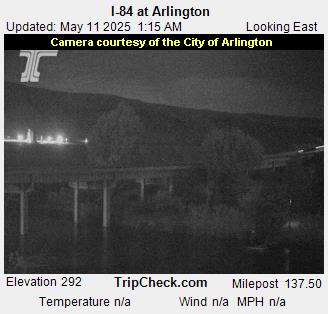 I-84 at Arlington
Updated: May 11 2025 1:15 AM Looking East
Camera courtesy of the City of Arlington
Elevation 292 TripCheck.com Milepost 137.50
Temperature n/a Wind n/a MPH n/a